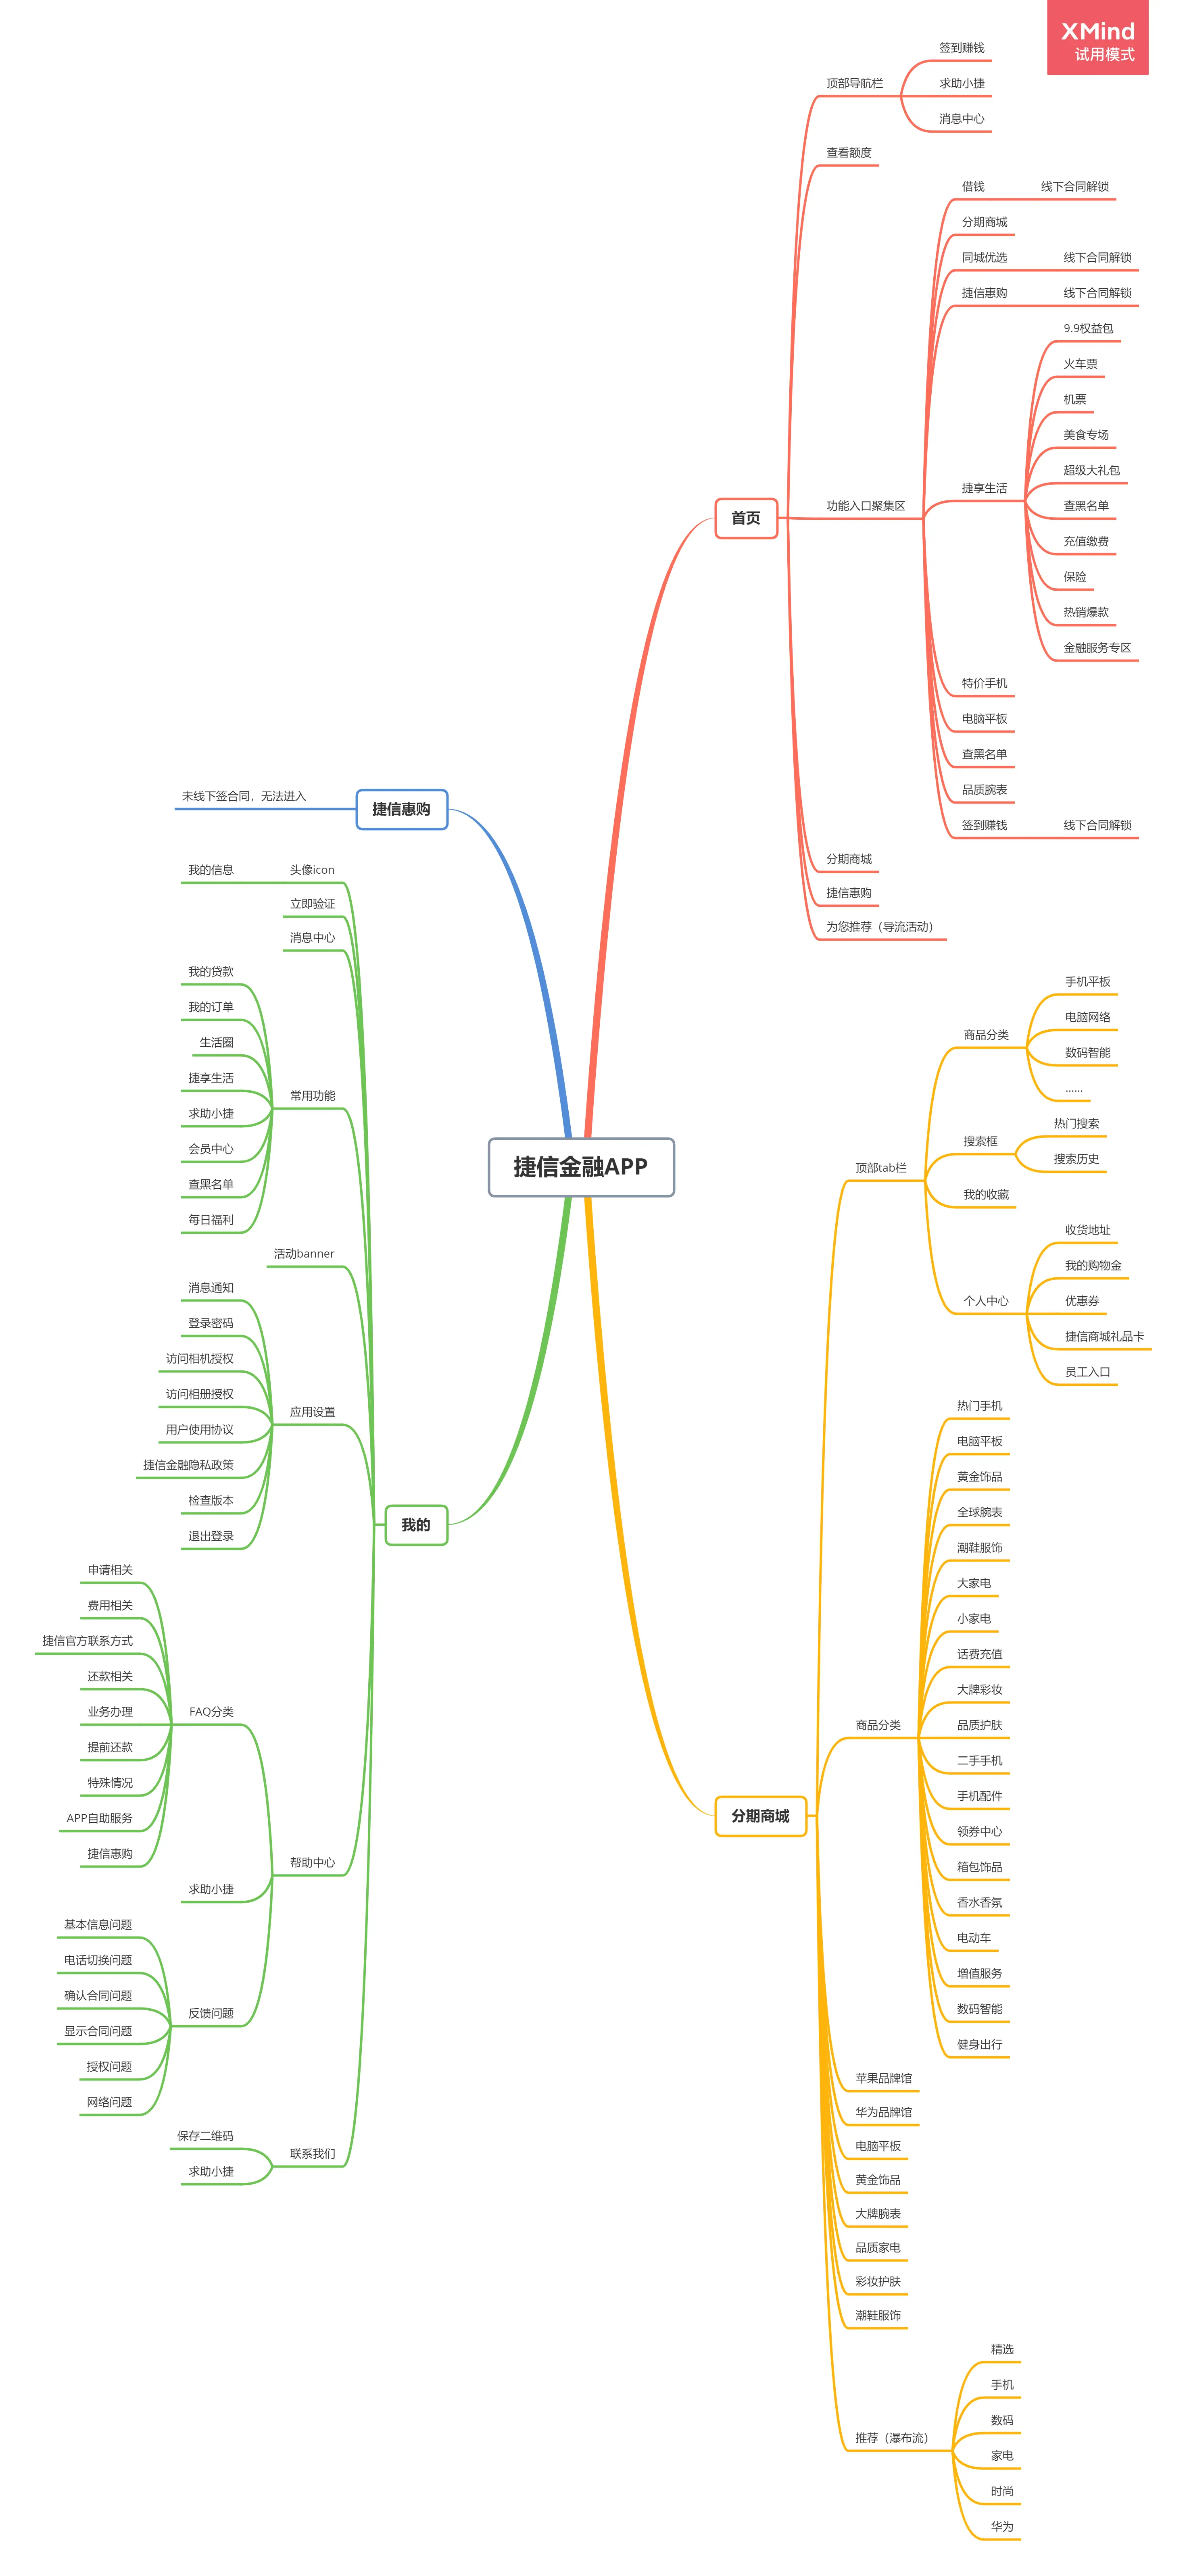 XMind
试用模式
捷信金融APP
首页
顶部导航栏
签到赚钱
求助小捷
消息中心
查看额度
功能入口聚集区
借钱
线下合同解锁
分期商城
同城优选
线下合同解锁
捷信惠购
线下合同解锁
捷享生活
9.9权益包
火车票
机票
美食专场
超级大礼包
查黑名单
充值缴费
保险
热销爆款
金融服务专区
特价手机
电脑平板
查黑名单
品质腕表
签到赚钱
线下合同解锁
分期商城
捷信惠购
为您推荐（导流活动）
分期商城
顶部tab栏
商品分类
手机平板
电脑网络
数码智能
......
搜索框
热门搜索
搜索历史
我的收藏
个人中心
收货地址
我的购物金
优惠券
捷信商城礼品卡
员工入口
商品分类
热门手机
电脑平板
黄金饰品
全球腕表
潮鞋服饰
大家电
小家电
话费充值
大牌彩妆
品质护肤
二手手机
手机配件
领券中心
箱包饰品
香水香氛
电动车
增值服务
数码智能
健身出行
苹果品牌馆
华为品牌馆
电脑平板
黄金饰品
大牌腕表
品质家电
彩妆护肤
潮鞋服饰
推荐（瀑布流）
精选
手机
数码
家电
时尚
华为
捷信惠购
未线下签合同，无法进入
我的
头像icon
我的信息
立即验证
消息中心
常用功能
我的贷款
我的订单
生活圈
捷享生活
求助小捷
会员中心
查黑名单
每日福利
活动banner
应用设置
消息通知
登录密码
访问相机授权
访问相册授权
用户使用协议
捷信金融隐私政策
检查版本
退出登录
帮助中心
FAQ分类
申请相关
费用相关
捷信官方联系方式
还款相关
业务办理
提前还款
特殊情况
APP自助服务
捷信惠购
求助小捷
反馈问题
基本信息问题
电话切换问题
确认合同问题
显示合同问题
授权问题
网络问题
联系我们
保存二维码
求助小捷